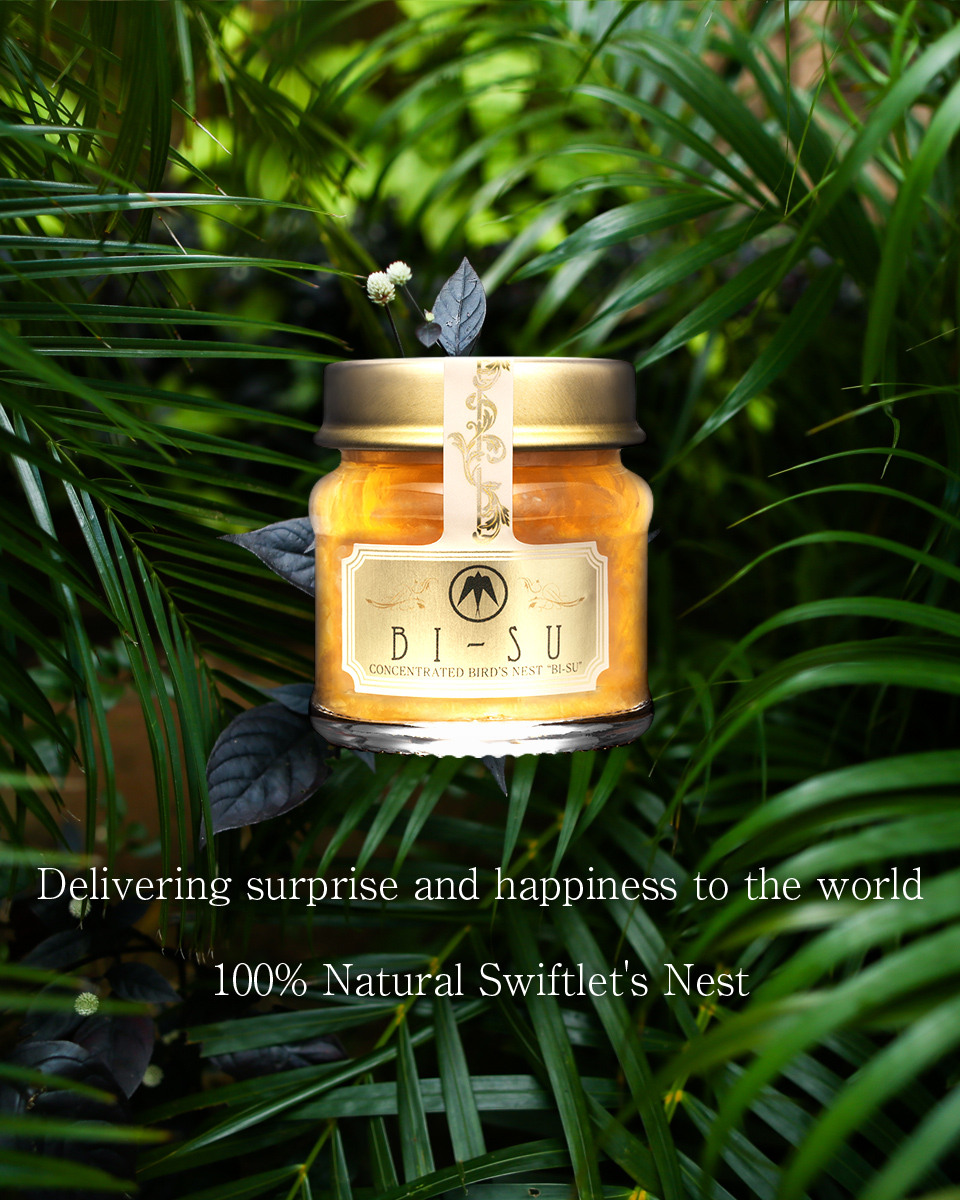 BI-SU
CONCENTRATED BIRD'S NEST "BI-SU"
Delivering surprise and happiness to the world
100% Natural Swiftlet's Nest